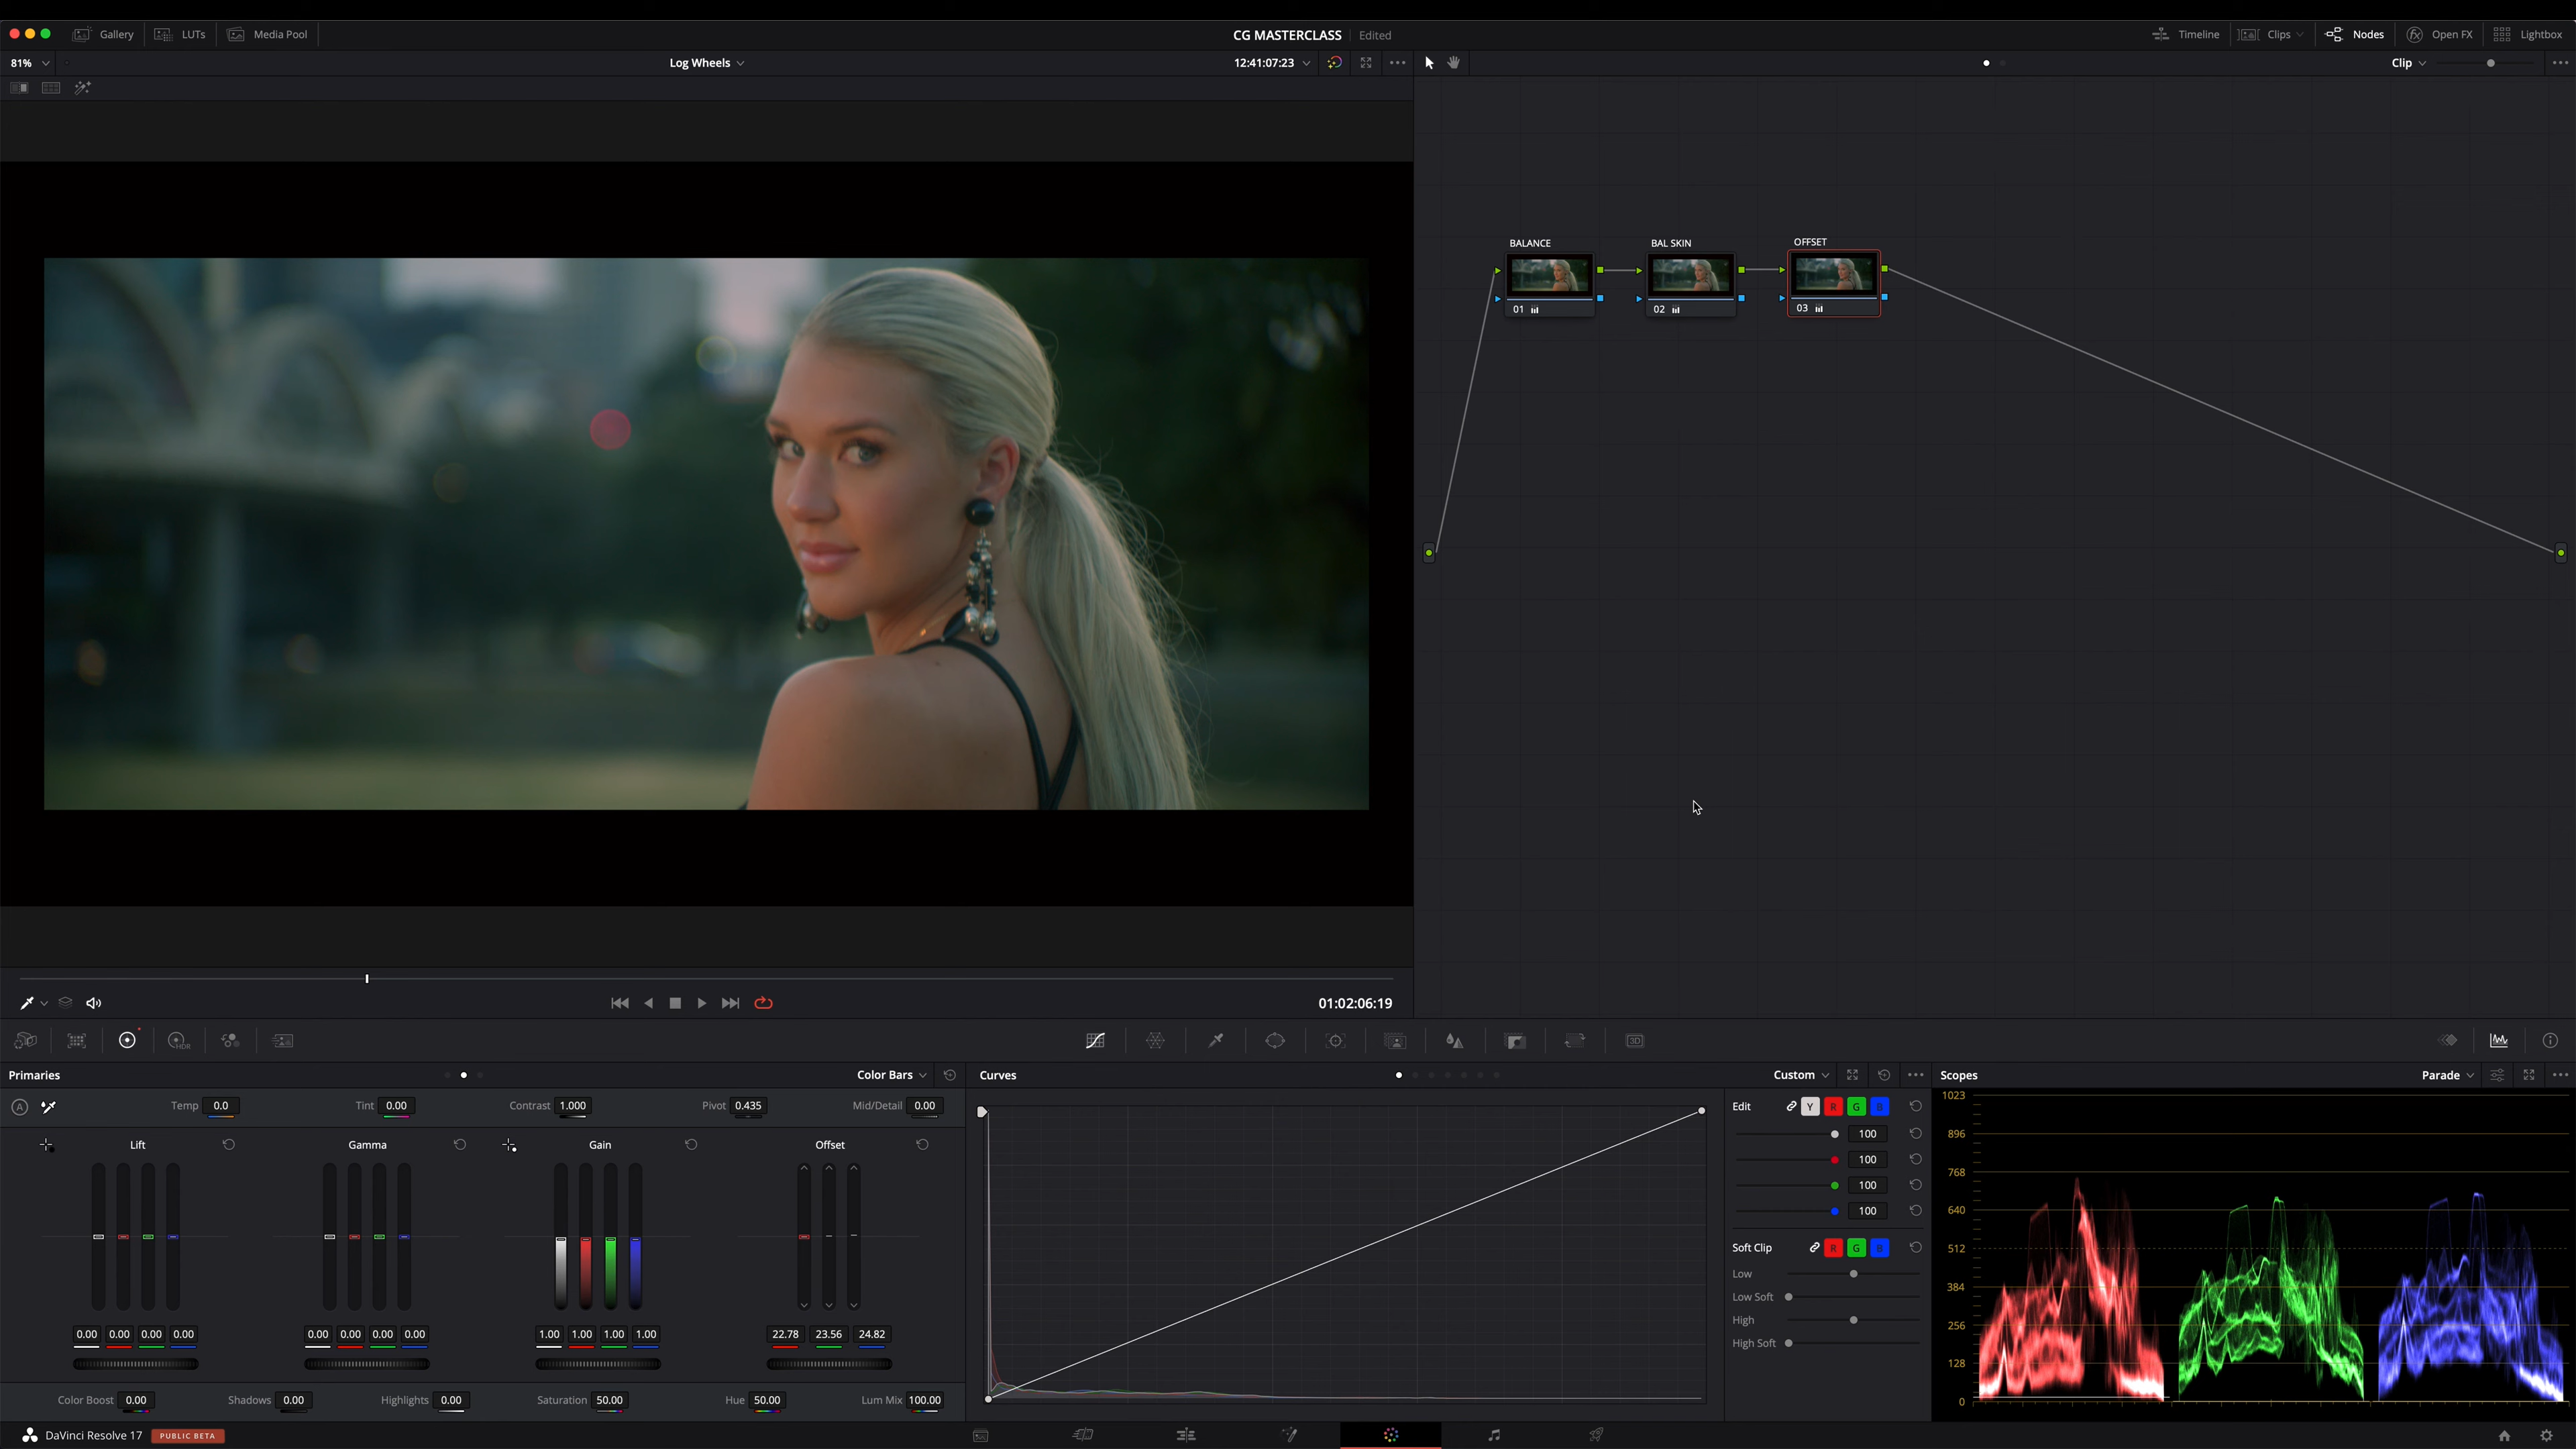 Gallery LUTs Media Pool CG MASTERCLASS Edited Timeline Clips Nodes Open FX Lightbox
81% Log Wheels 12:41:07:23 Clip
BALANCE BAL SKIN OFFSET
01 02 03
01:02:06:19
HDR 3D
Primaries Color Bars Curves Custom Scopes Parade
A Temp 0.0 Tint 0.00 Contrast 1.000 Pivot 0.435 Mid/Detail 0.00 Edit Y R G B
Lift Gamma Gain Offset
100
100
100
100
Soft Clip R G B
Low
Low Soft
High
High Soft
0.00 0.00 0.00 0.00 0.00 0.00 0.00 0.00 1.00 1.00 1.00 1.00 22.78 23.56 24.82
Color Boost 0.00 Shadows 0.00 Highlights 0.00 Saturation 50.00 Hue 50.00 Lum Mix 100.00
1023
896
768
640
512
384
256
128
0
DaVinci Resolve 17 PUBLIC BETA